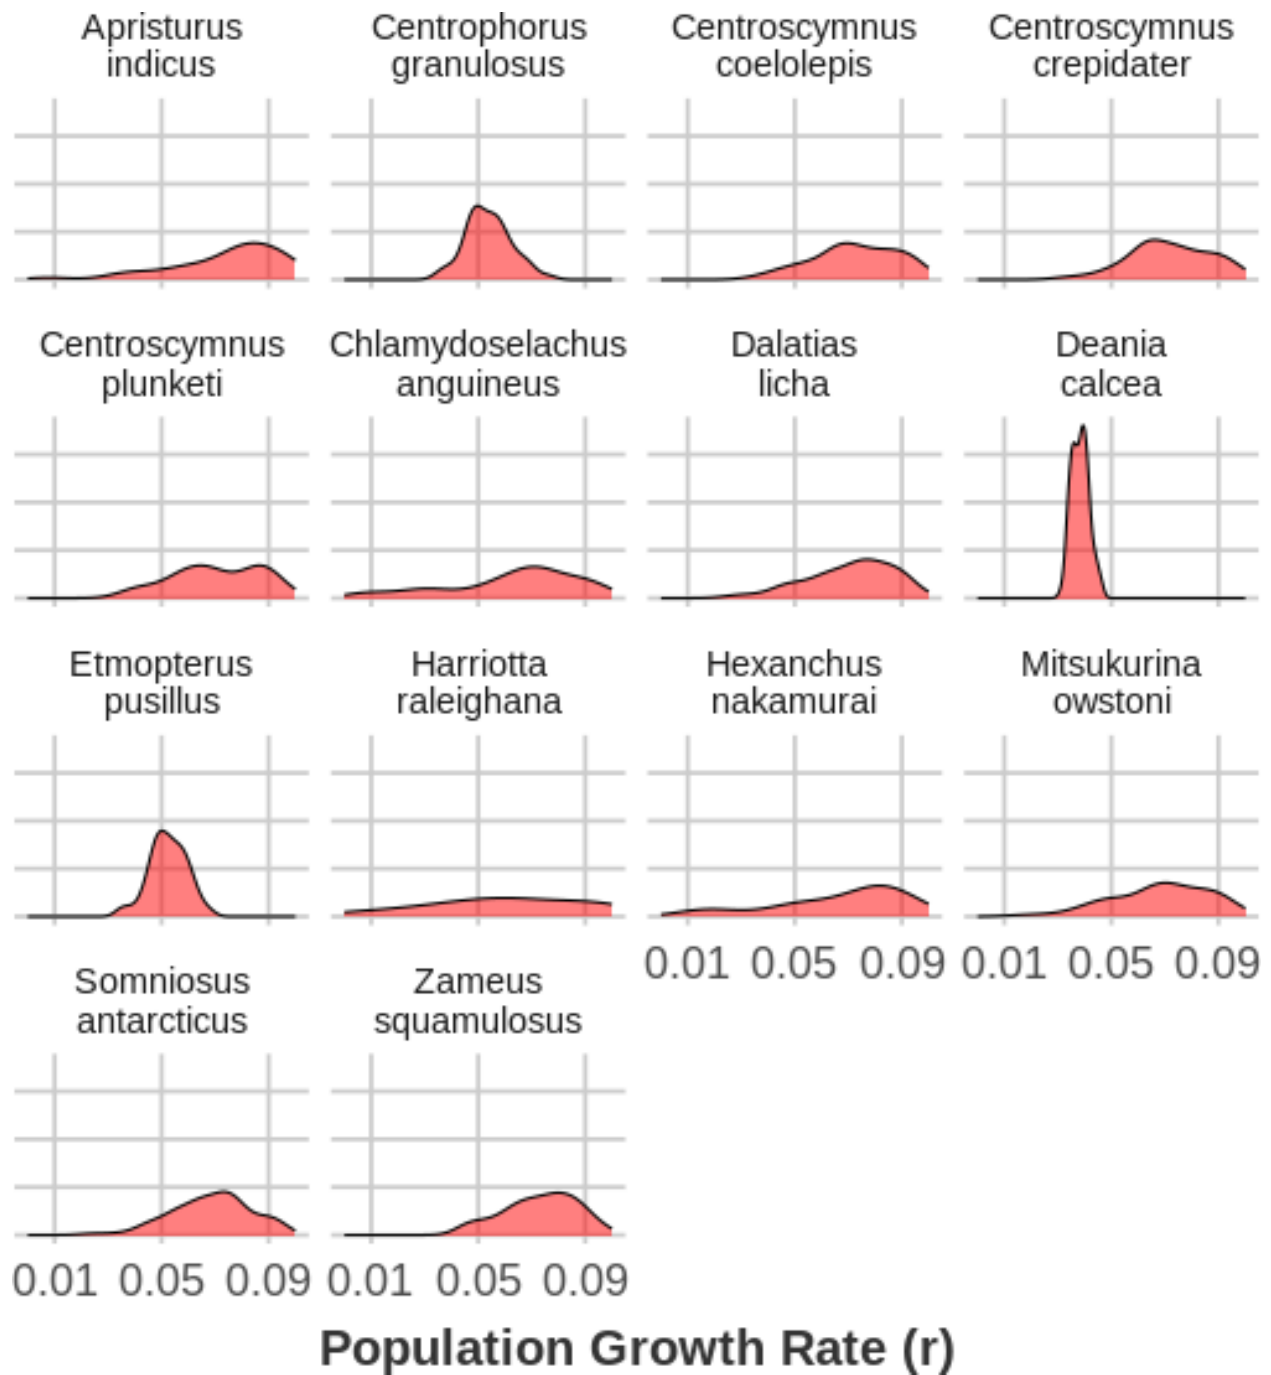 Apristurus
indicus
Centrophorus
granulosus
Centroscymnus
coelolepis
Centroscymnus
crepidater
Centroscymnus
plunketi
Chlamydoselachus
anguineus
Dalatias
licha
Deania
calcea
Etmopterus
pusillus
Harriotta
raleighana
Hexanchus
nakamurai
Mitsukurina
owstoni
0.01 0.05 0.09 0.01 0.05 0.09
Somniosus
antarcticus
Zameus
squamulosus
0.01 0.05 0.09 0.01 0.05 0.09
Population Growth Rate (r)